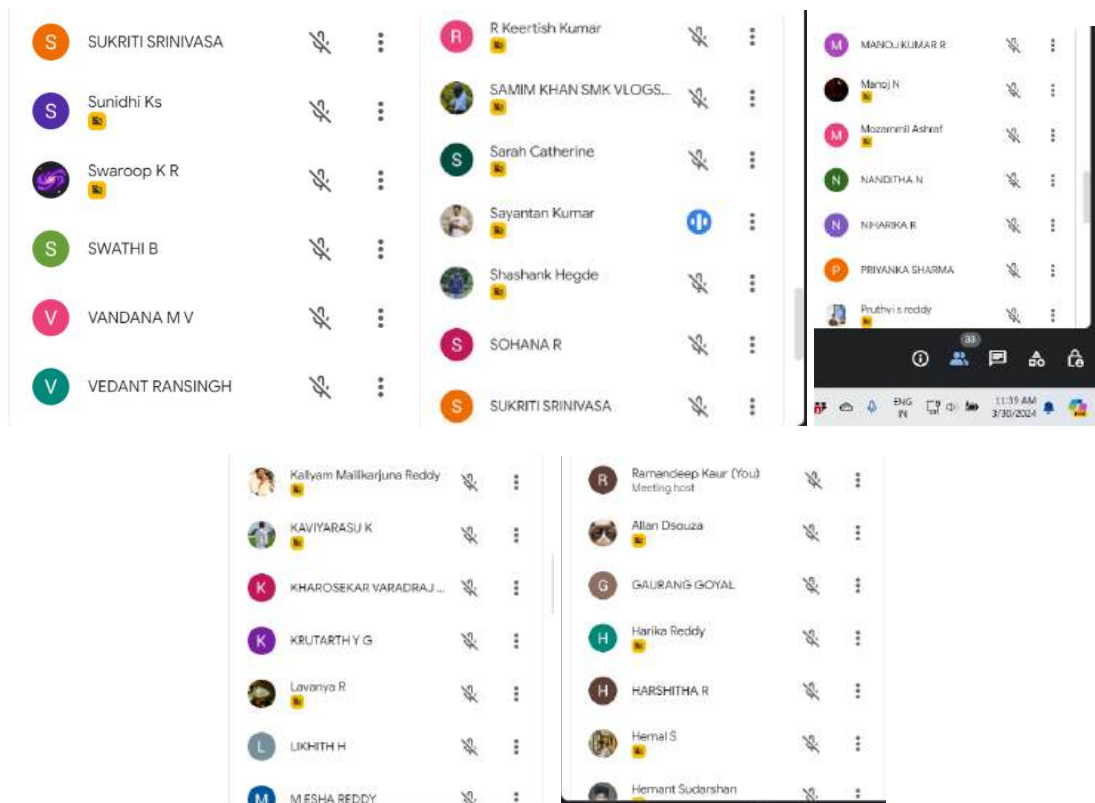 S SUKRITI SRINIVASA
S Sunidhi Ks
Swaroop K R
S SWATHI B
V VANDANA M V
V VEDANT RANSINGH
R R Keertish Kumar
SAMIM KHAN SMK VLOGS...
S Sarah Catherine
Sayantan Kumar
Shashank Hegde
S SOHANA R
S SUKRITI SRINIVASA
M MANOJ KUMAR R
Manoj N
M Mozammil Ashraf
N NANDITHA N
N NIHARIKA R
P PRIYANKA SHARMA
Pruthvi s reddy
33
ENG
IN
11:39 AM
3/30/2024
Kallyam Mallikarjuna Reddy
KAVIYARASU K
K KHAROSEKAR VARADRAJ ...
K KRUTARTH Y G
Lavanya R
L LIKHITH H
M M ESHA REDDY
R Ramandeep Kaur (You)
Meeting host
Allan Dsouza
G GAURANG GOYAL
H Harika Reddy
H HARSHITHA R
Hemal S
Hemant Sudarshan